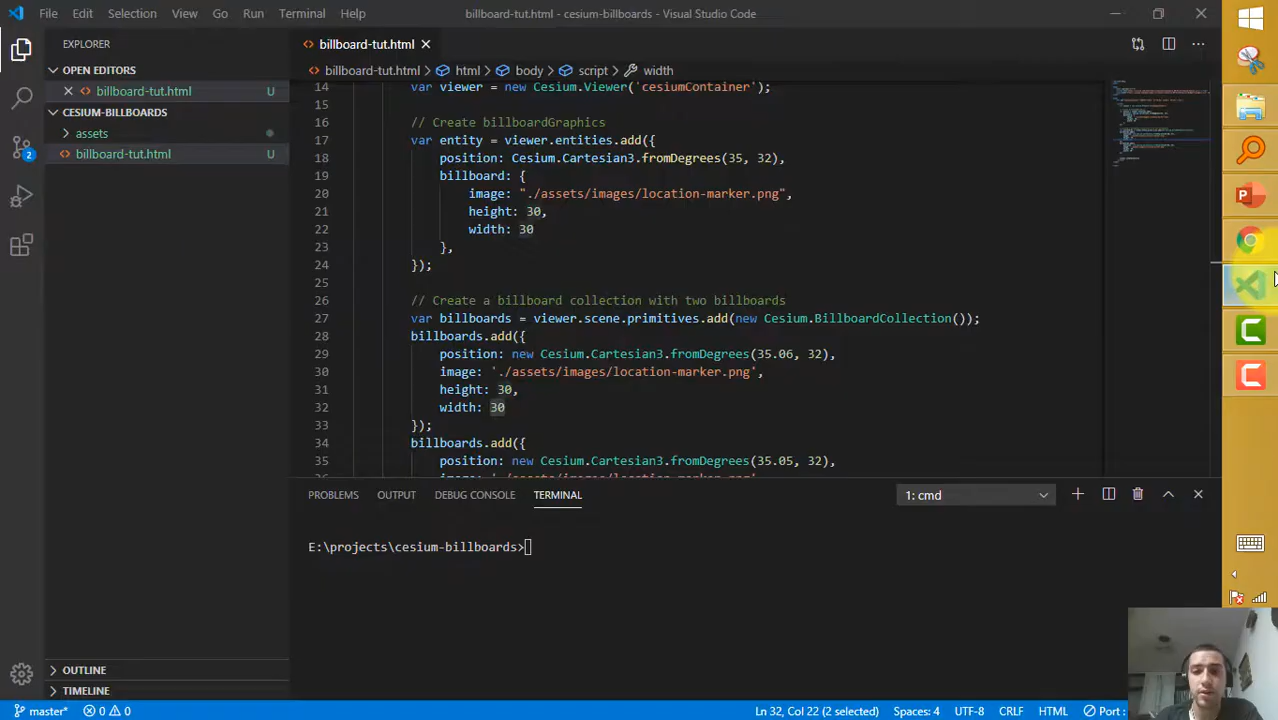 File Edit Selection View Go Run Terminal Help
billboard-tut.html - cesium-billboards - Visual Studio Code
EXPLORER
OPEN EDITORS
billboard-tut.html U
CESIUM-BILLBOARDS
assets
billboard-tut.html U
OUTLINE
TIMELINE
billboard-tut.html
billboard-tut.html > html > body > script > width
14 var viewer = new Cesium.Viewer('cesiumContainer');
15
16 // Create billboardGraphics
17 var entity = viewer.entities.add({
18 position: Cesium.Cartesian3.fromDegrees(35, 32),
19 billboard: {
20 image: "./assets/images/location-marker.png",
21 height: 30,
22 width: 30
23 },
24 });
25
26 // Create a billboard collection with two billboards
27 var billboards = viewer.scene.primitives.add(new Cesium.BillboardCollection());
28 billboards.add({
29 position: new Cesium.Cartesian3.fromDegrees(35.06, 32),
30 image: './assets/images/location-marker.png',
31 height: 30,
32 width: 30
33 });
34 billboards.add({
35 position: new Cesium.Cartesian3.fromDegrees(35.05, 32),
PROBLEMS OUTPUT DEBUG CONSOLE TERMINAL
1: cmd
E:\projects\cesium-billboards>
master* 0 0
Ln 32, Col 22 (2 selected) Spaces: 4 UTF-8 CRLF HTML Port :
2